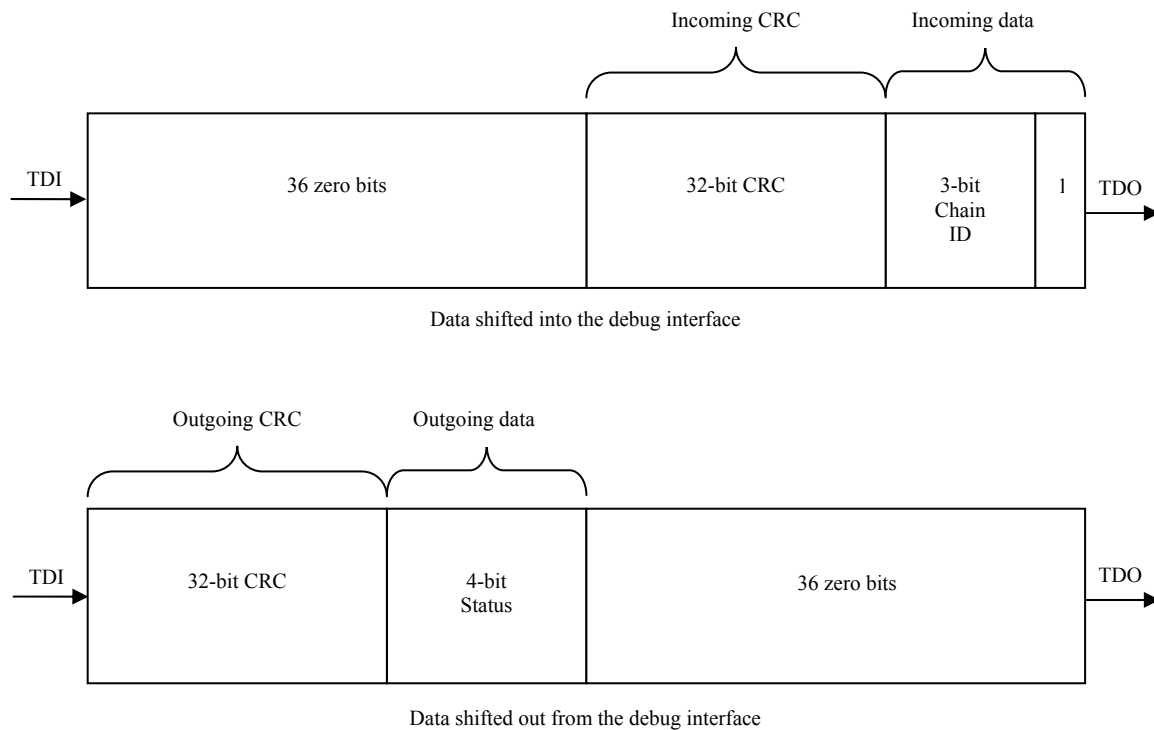 Incoming CRC
Incoming data
TDI
36 zero bits
32-bit CRC
3-bit
Chain
ID
1
TDO
Data shifted into the debug interface
Outgoing CRC
Outgoing data
TDI
32-bit CRC
4-bit
Status
36 zero bits
TDO
Data shifted out from the debug interface